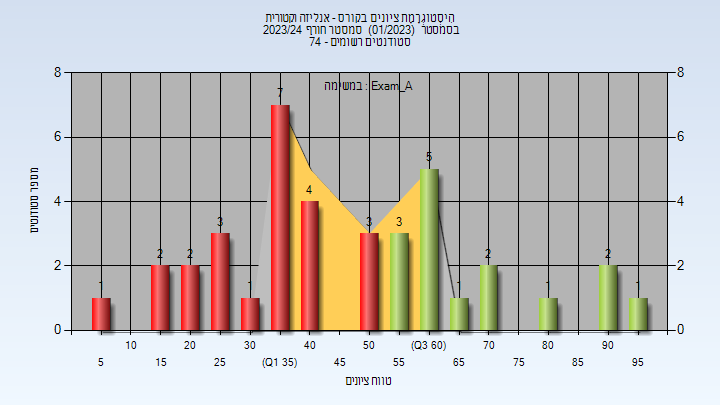 היסטוגרמת ציונים בקורס - אנליזה וקטורית
בסמסטר (01/2023) סמסטר חורף 2023/24
סטודנטים רשומים - 74
במשימה : Exam_A
מספר סטודנטים
8 8
6 6
4 4
2 2
0 0
1 2 2 3 1 7 4 3 3 5 1 2 1 2 1
10 20 30 40 50 (Q3 60) 70 80 90
5 15 25 (Q1 35) 45 55 65 75 85 95
טווח ציונים